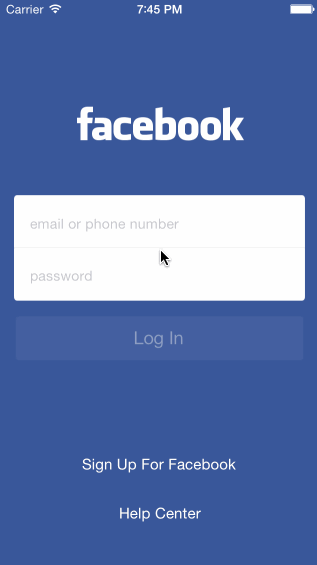 Carrier 7:45 PM
facebook
email or phone number
password
Log In
Sign Up For Facebook
Help Center